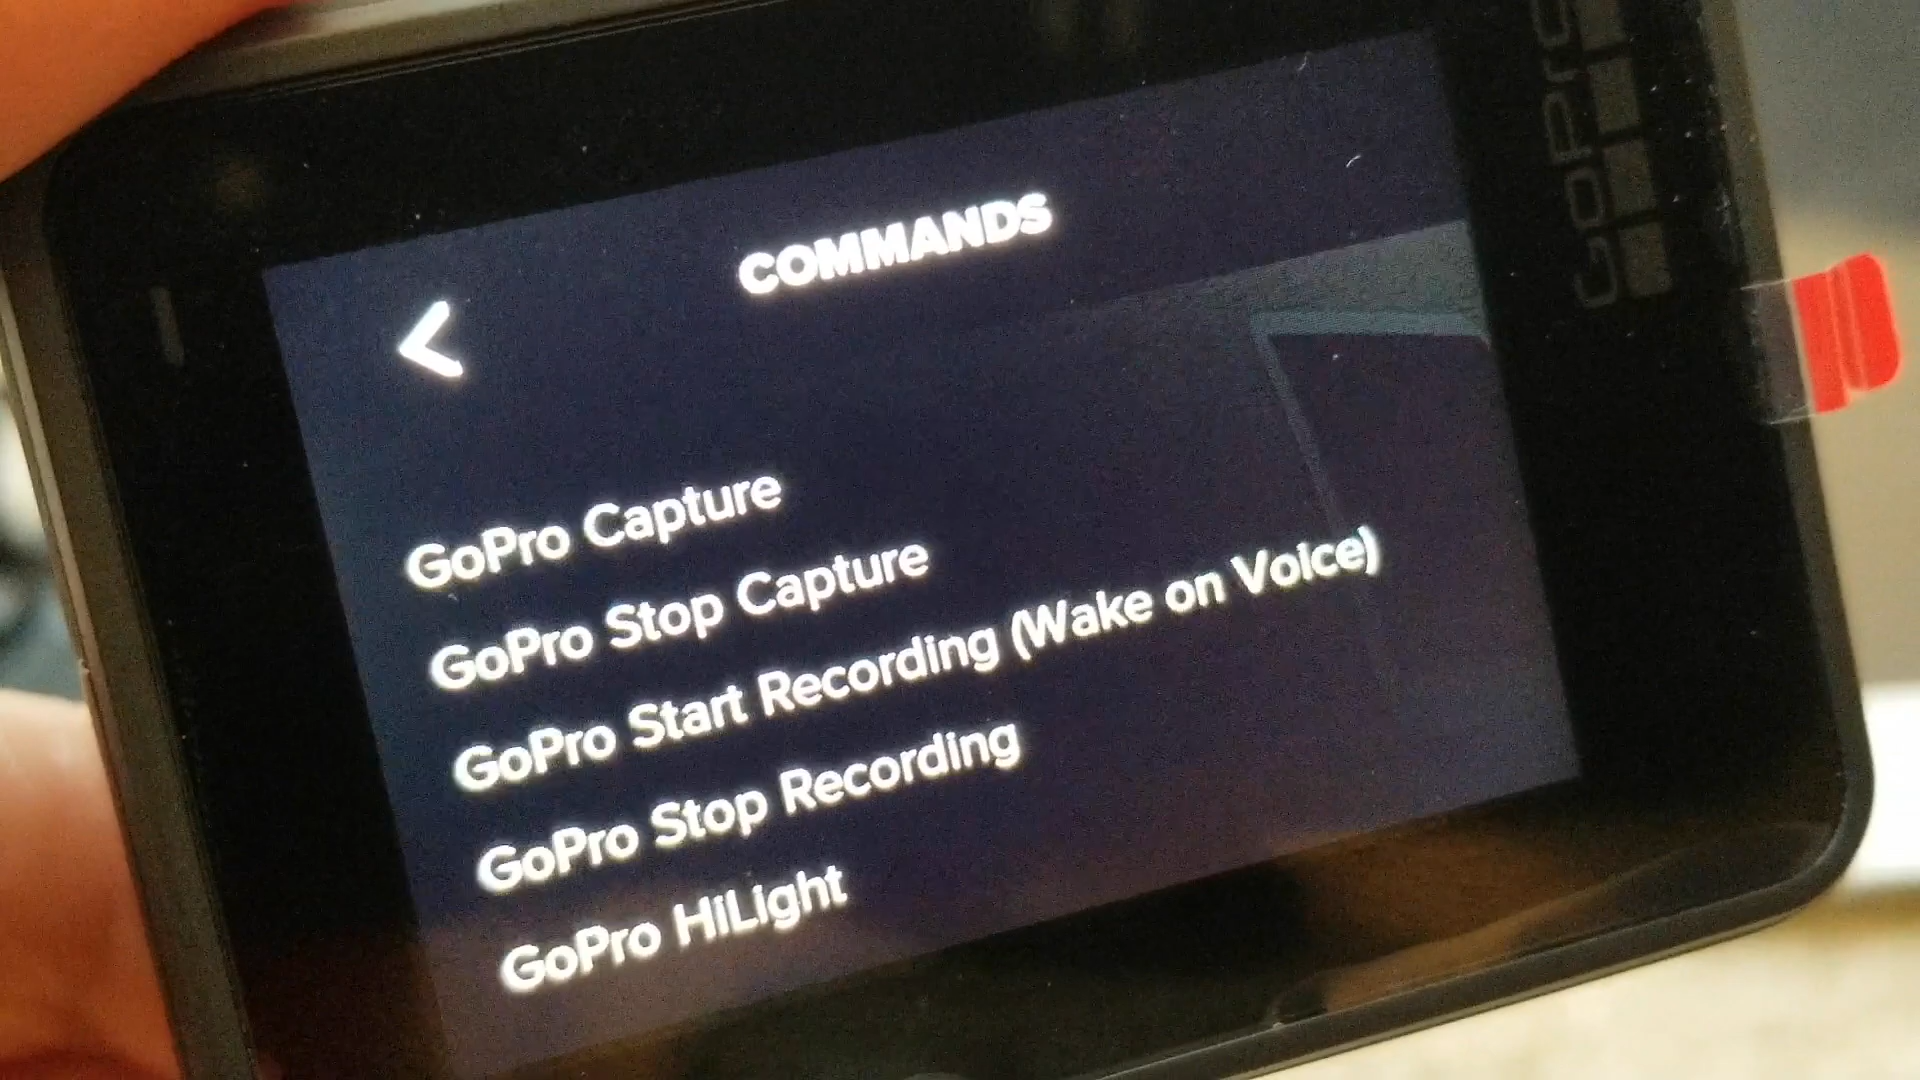 COMMANDS
GoPro Capture
GoPro Stop Capture
GoPro Start Recording (Wake on Voice)
GoPro Stop Recording
GoPro HiLight
GoPro